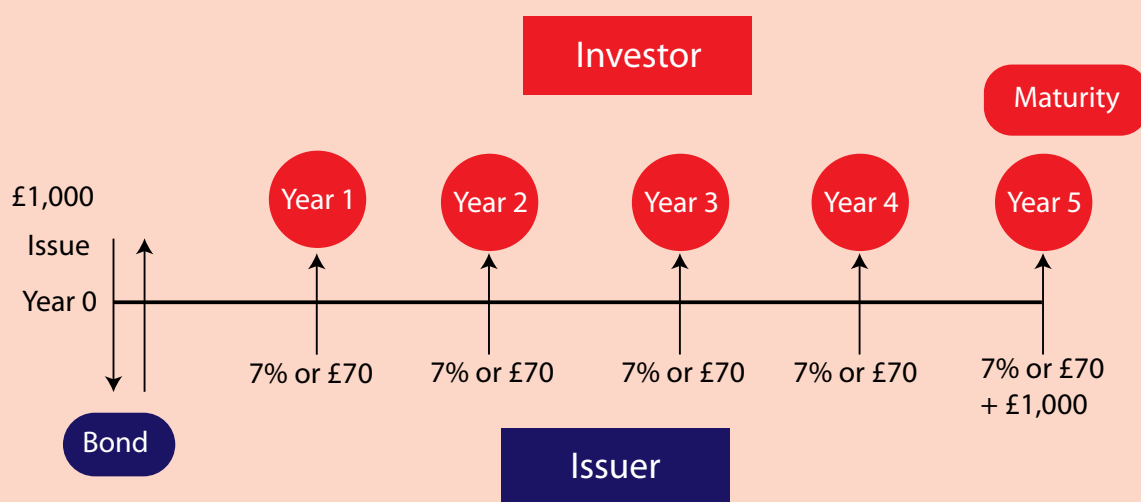 Investor
Maturity
£1,000
Issue
Year 0
Year 1
Year 2
Year 3
Year 4
Year 5
7% or £70
7% or £70
7% or £70
7% or £70
7% or £70
+ £1,000
Bond
Issuer